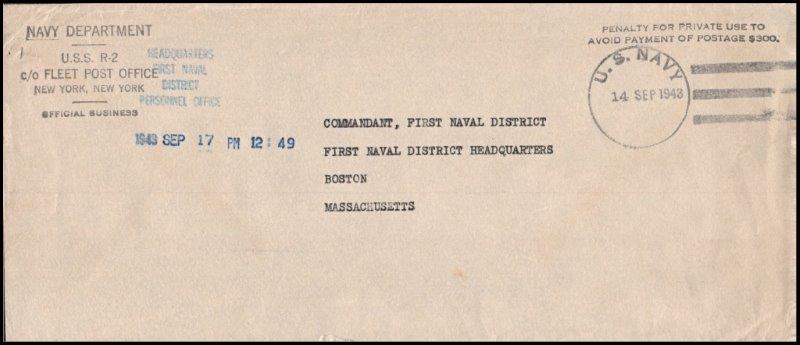 NAVY DEPARTMENT
U.S.S. R-2
c/o FLEET POST OFFICE
NEW YORK, NEW YORK
OFFICIAL BUSINESS
HEADQUARTERS
FIRST NAVAL
DISTRICT
PERSONNEL OFFICE
1943 SEP 17 PM 12:49
PENALTY FOR PRIVATE USE TO
AVOID PAYMENT OF POSTAGE $300.
U.S. NAVY
14 SEP 1943
COMMANDANT, FIRST NAVAL DISTRICT
FIRST NAVAL DISTRICT HEADQUARTERS
BOSTON
MASSACHUSETTS